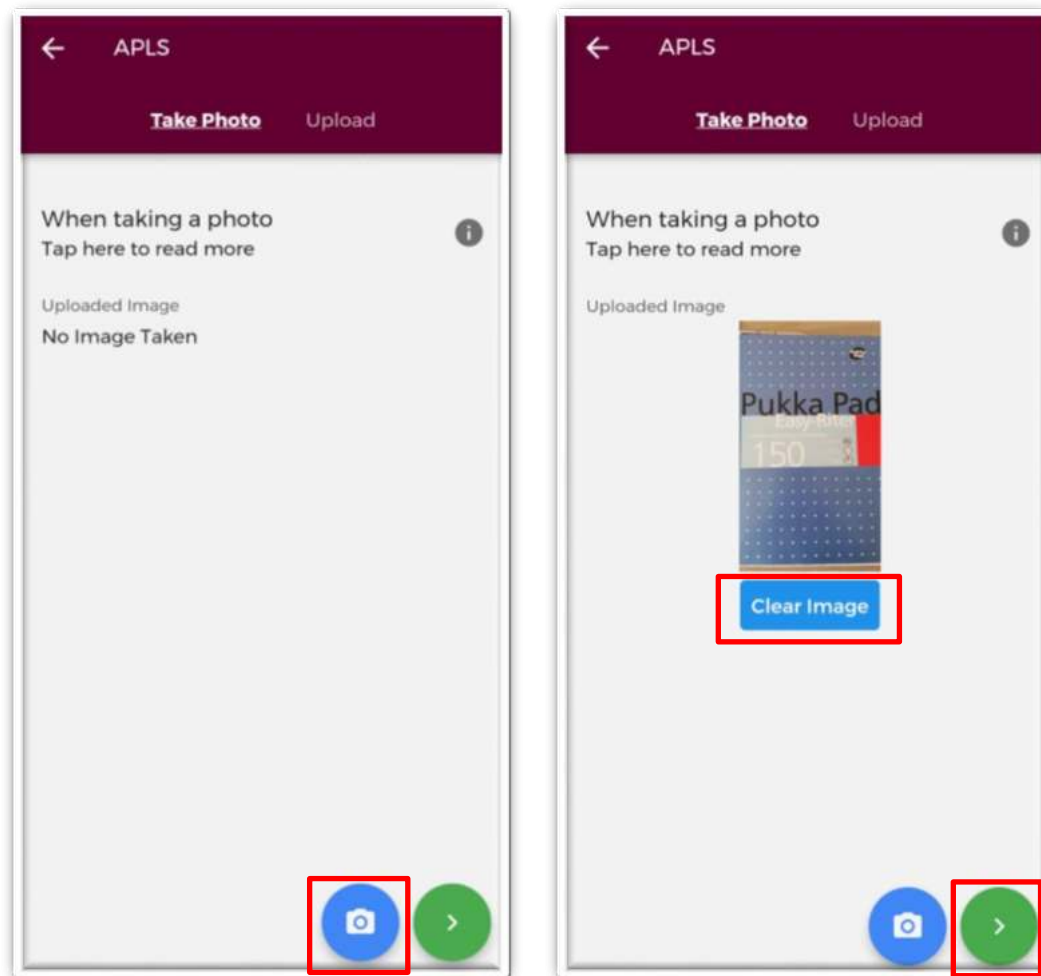 APLS
Take Photo Upload
When taking a photo
Tap here to read more
Uploaded Image
No Image Taken
APLS
Take Photo Upload
When taking a photo
Tap here to read more
Uploaded Image
Pukka Pad
Easy-Riter
150
Clear Image